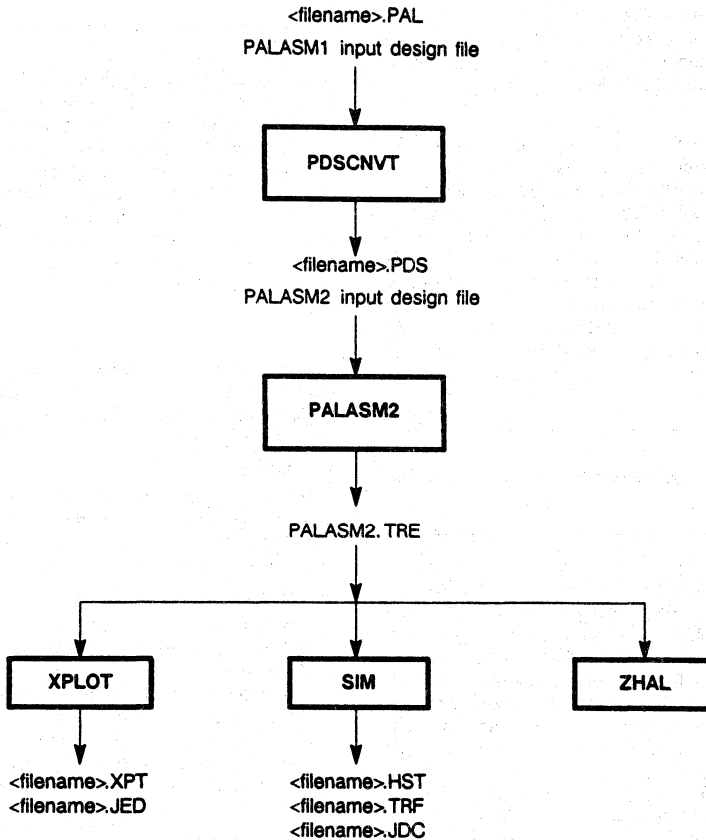 <filename>.PAL
PALASM1 input design file
PDSCNVT
<filename>.PDS
PALASM2 input design file
PALASM2
PALASM2.TRE
XPLOT
SIM
ZHAL
<filename>.XPT
<filename>.JED
<filename>.HST
<filename>.TRF
<filename>.JDC